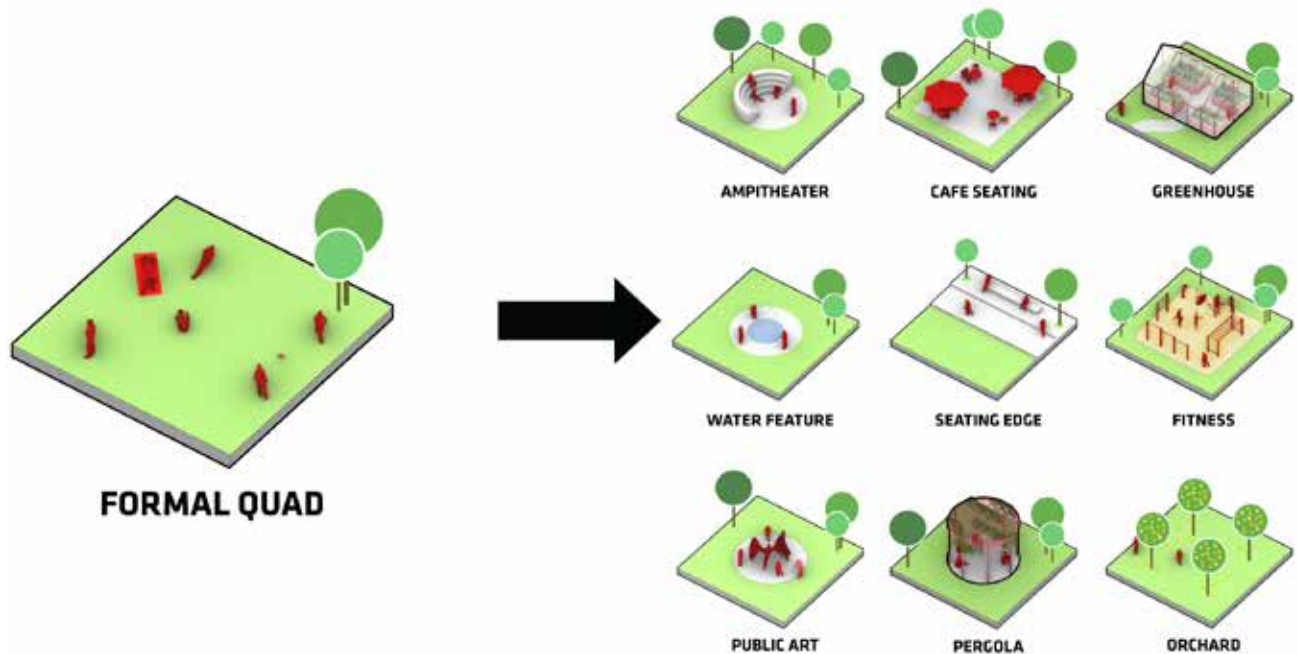 AMPITHEATER
CAFE SEATING
GREENHOUSE
FORMAL QUAD
WATER FEATURE
SEATING EDGE
FITNESS
PUBLIC ART
PERGOLA
ORCHARD